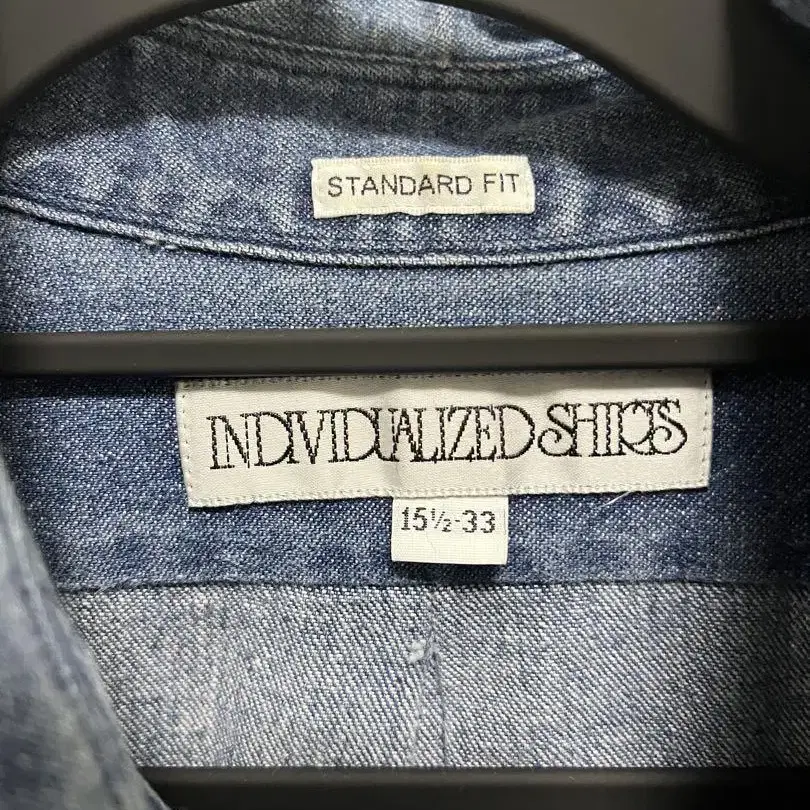 STANDARD FIT
INDIVIDUALIZED SHIRTS
15½-33